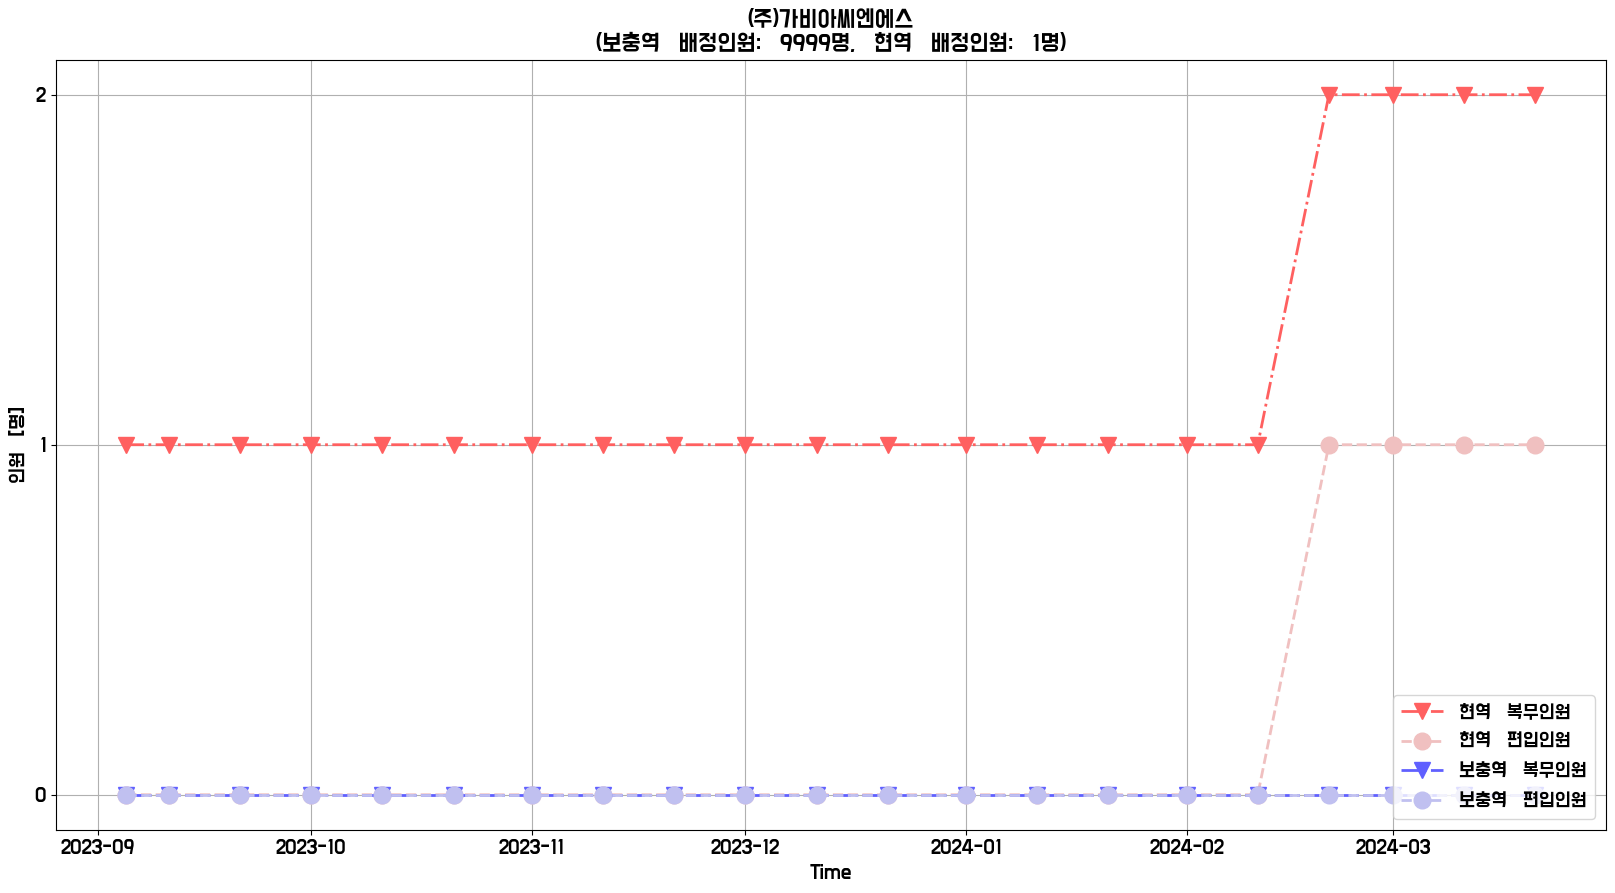 (주)가비아씨엔에스
(보충역 배정인원: 9999명, 현역 배정인원: 1명)
인원 [명]
2
1
0
현역 복무인원
현역 편입인원
보충역 복무인원
보충역 편입인원
2023-09 2023-10 2023-11 2023-12 2024-01 2024-02 2024-03
Time